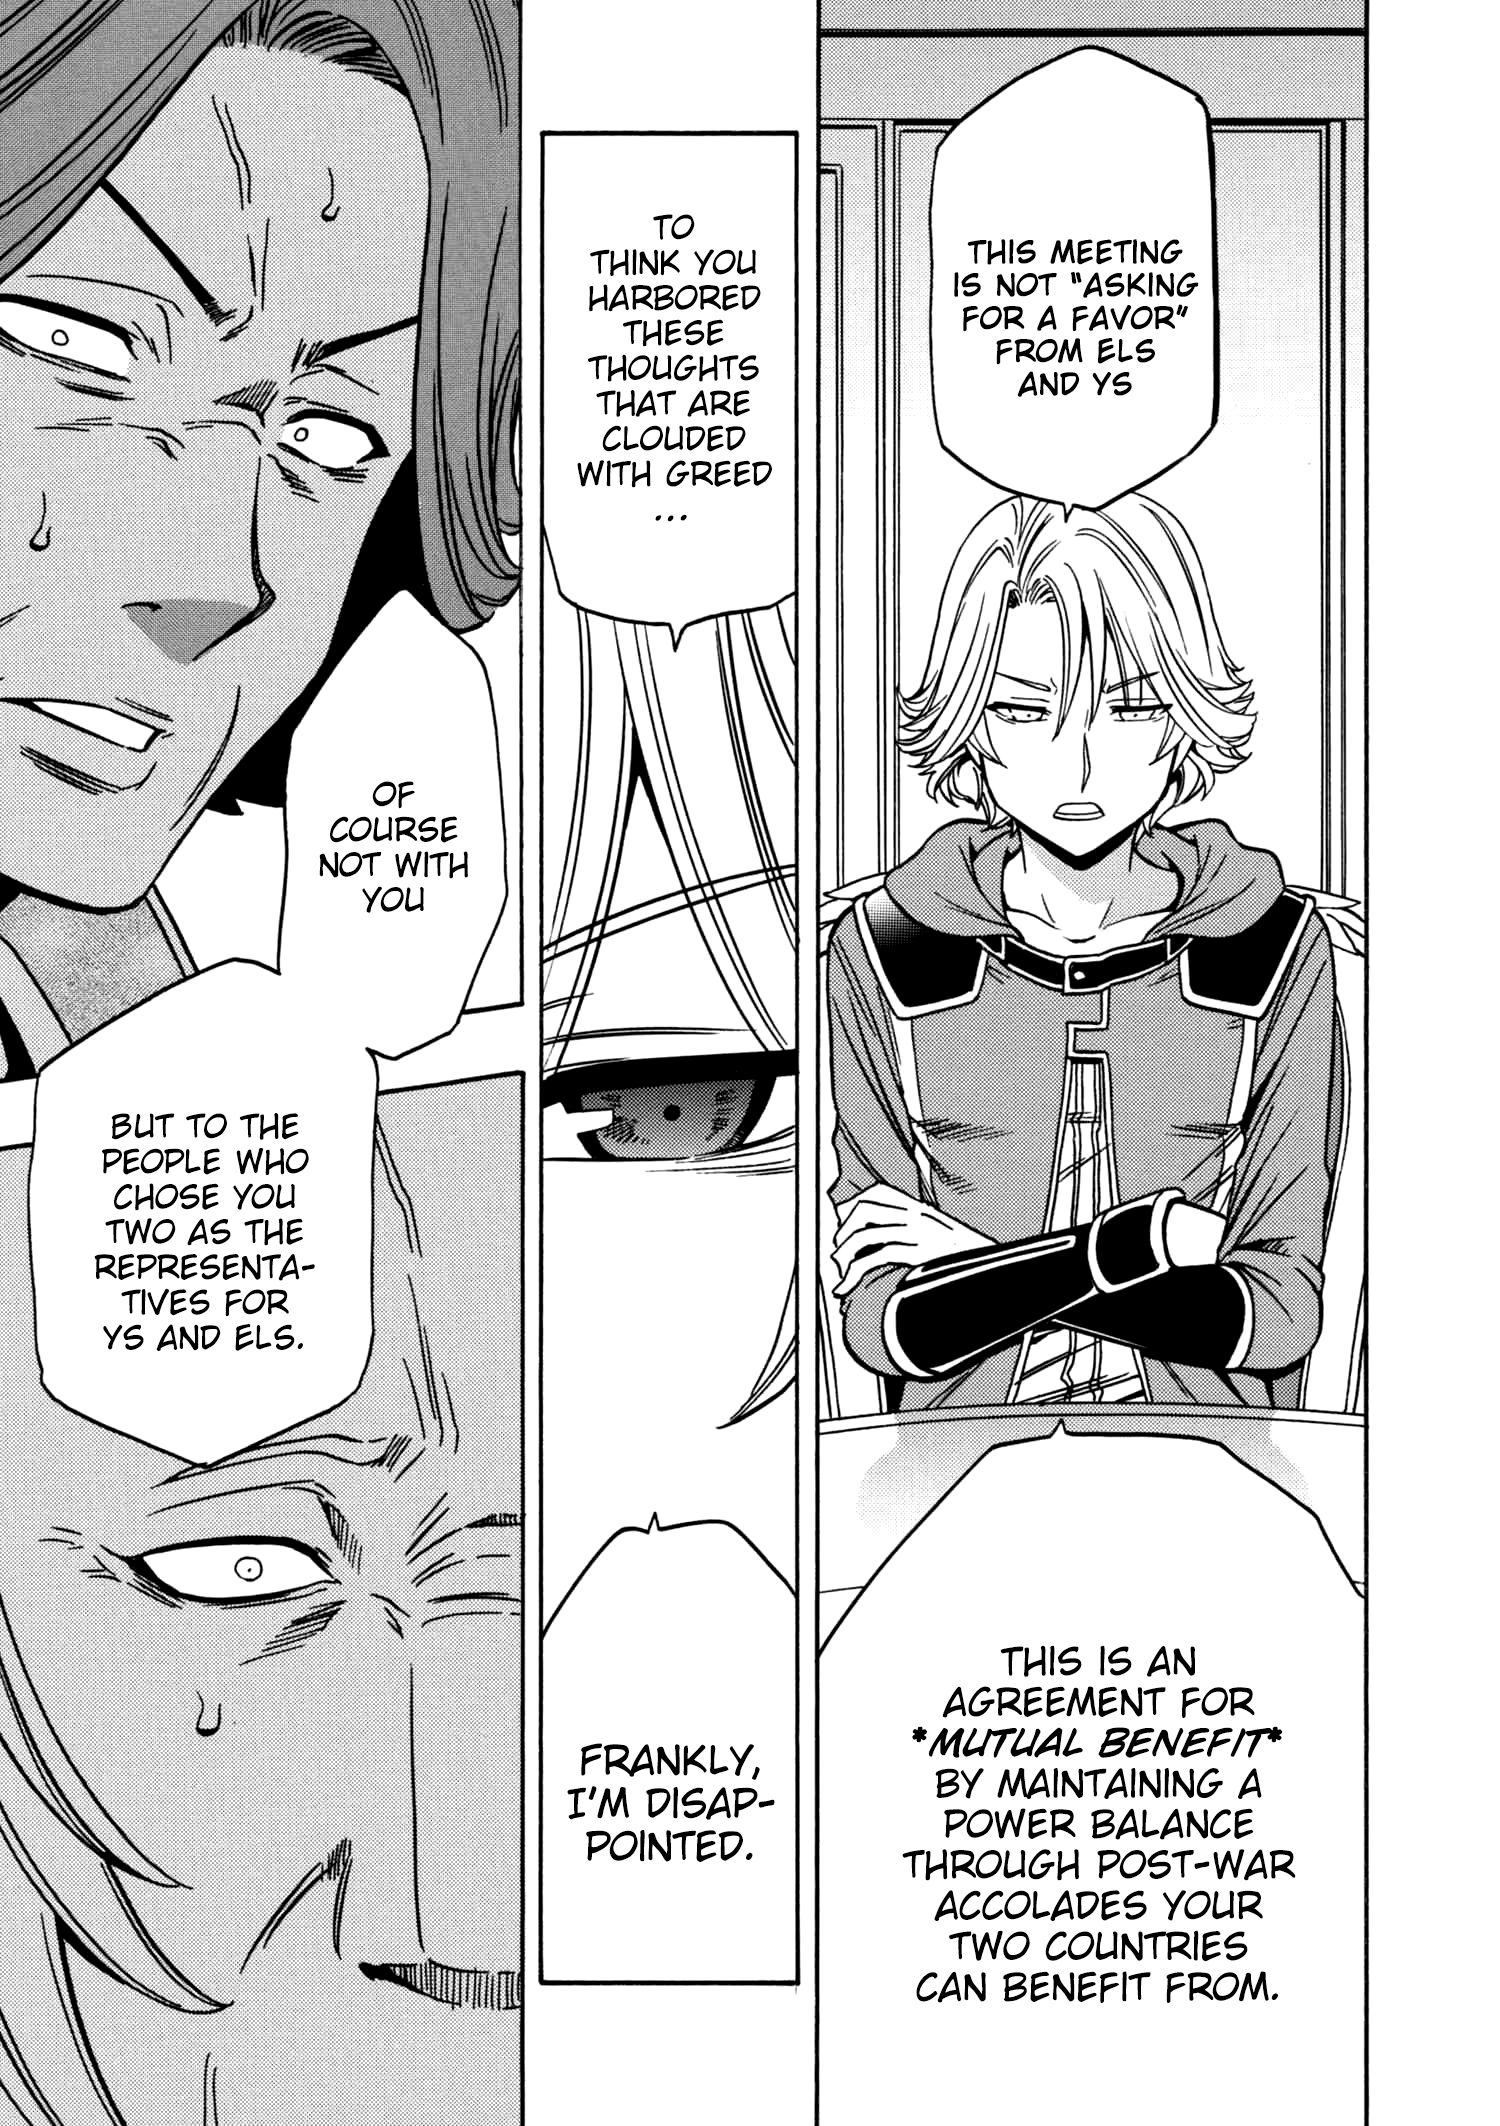 THIS MEETING
IS NOT "ASKING
FOR A FAVOR"
FROM ELS
AND YS
THIS IS AN
AGREEMENT FOR
*MUTUAL BENEFIT*
BY MAINTAINING A
POWER BALANCE
THROUGH POST-WAR
ACCOLADES YOUR
TWO COUNTRIES
CAN BENEFIT FROM.
TO
THINK YOU
HARBORED
THESE
THOUGHTS
THAT ARE
CLOUDED
WITH GREED
...
FRANKLY,
I'M DISAP-
POINTED.
OF
COURSE
NOT WITH
YOU
BUT TO THE
PEOPLE WHO
CHOSE YOU
TWO AS THE
REPRESENTA-
TIVES FOR
YS AND ELS.